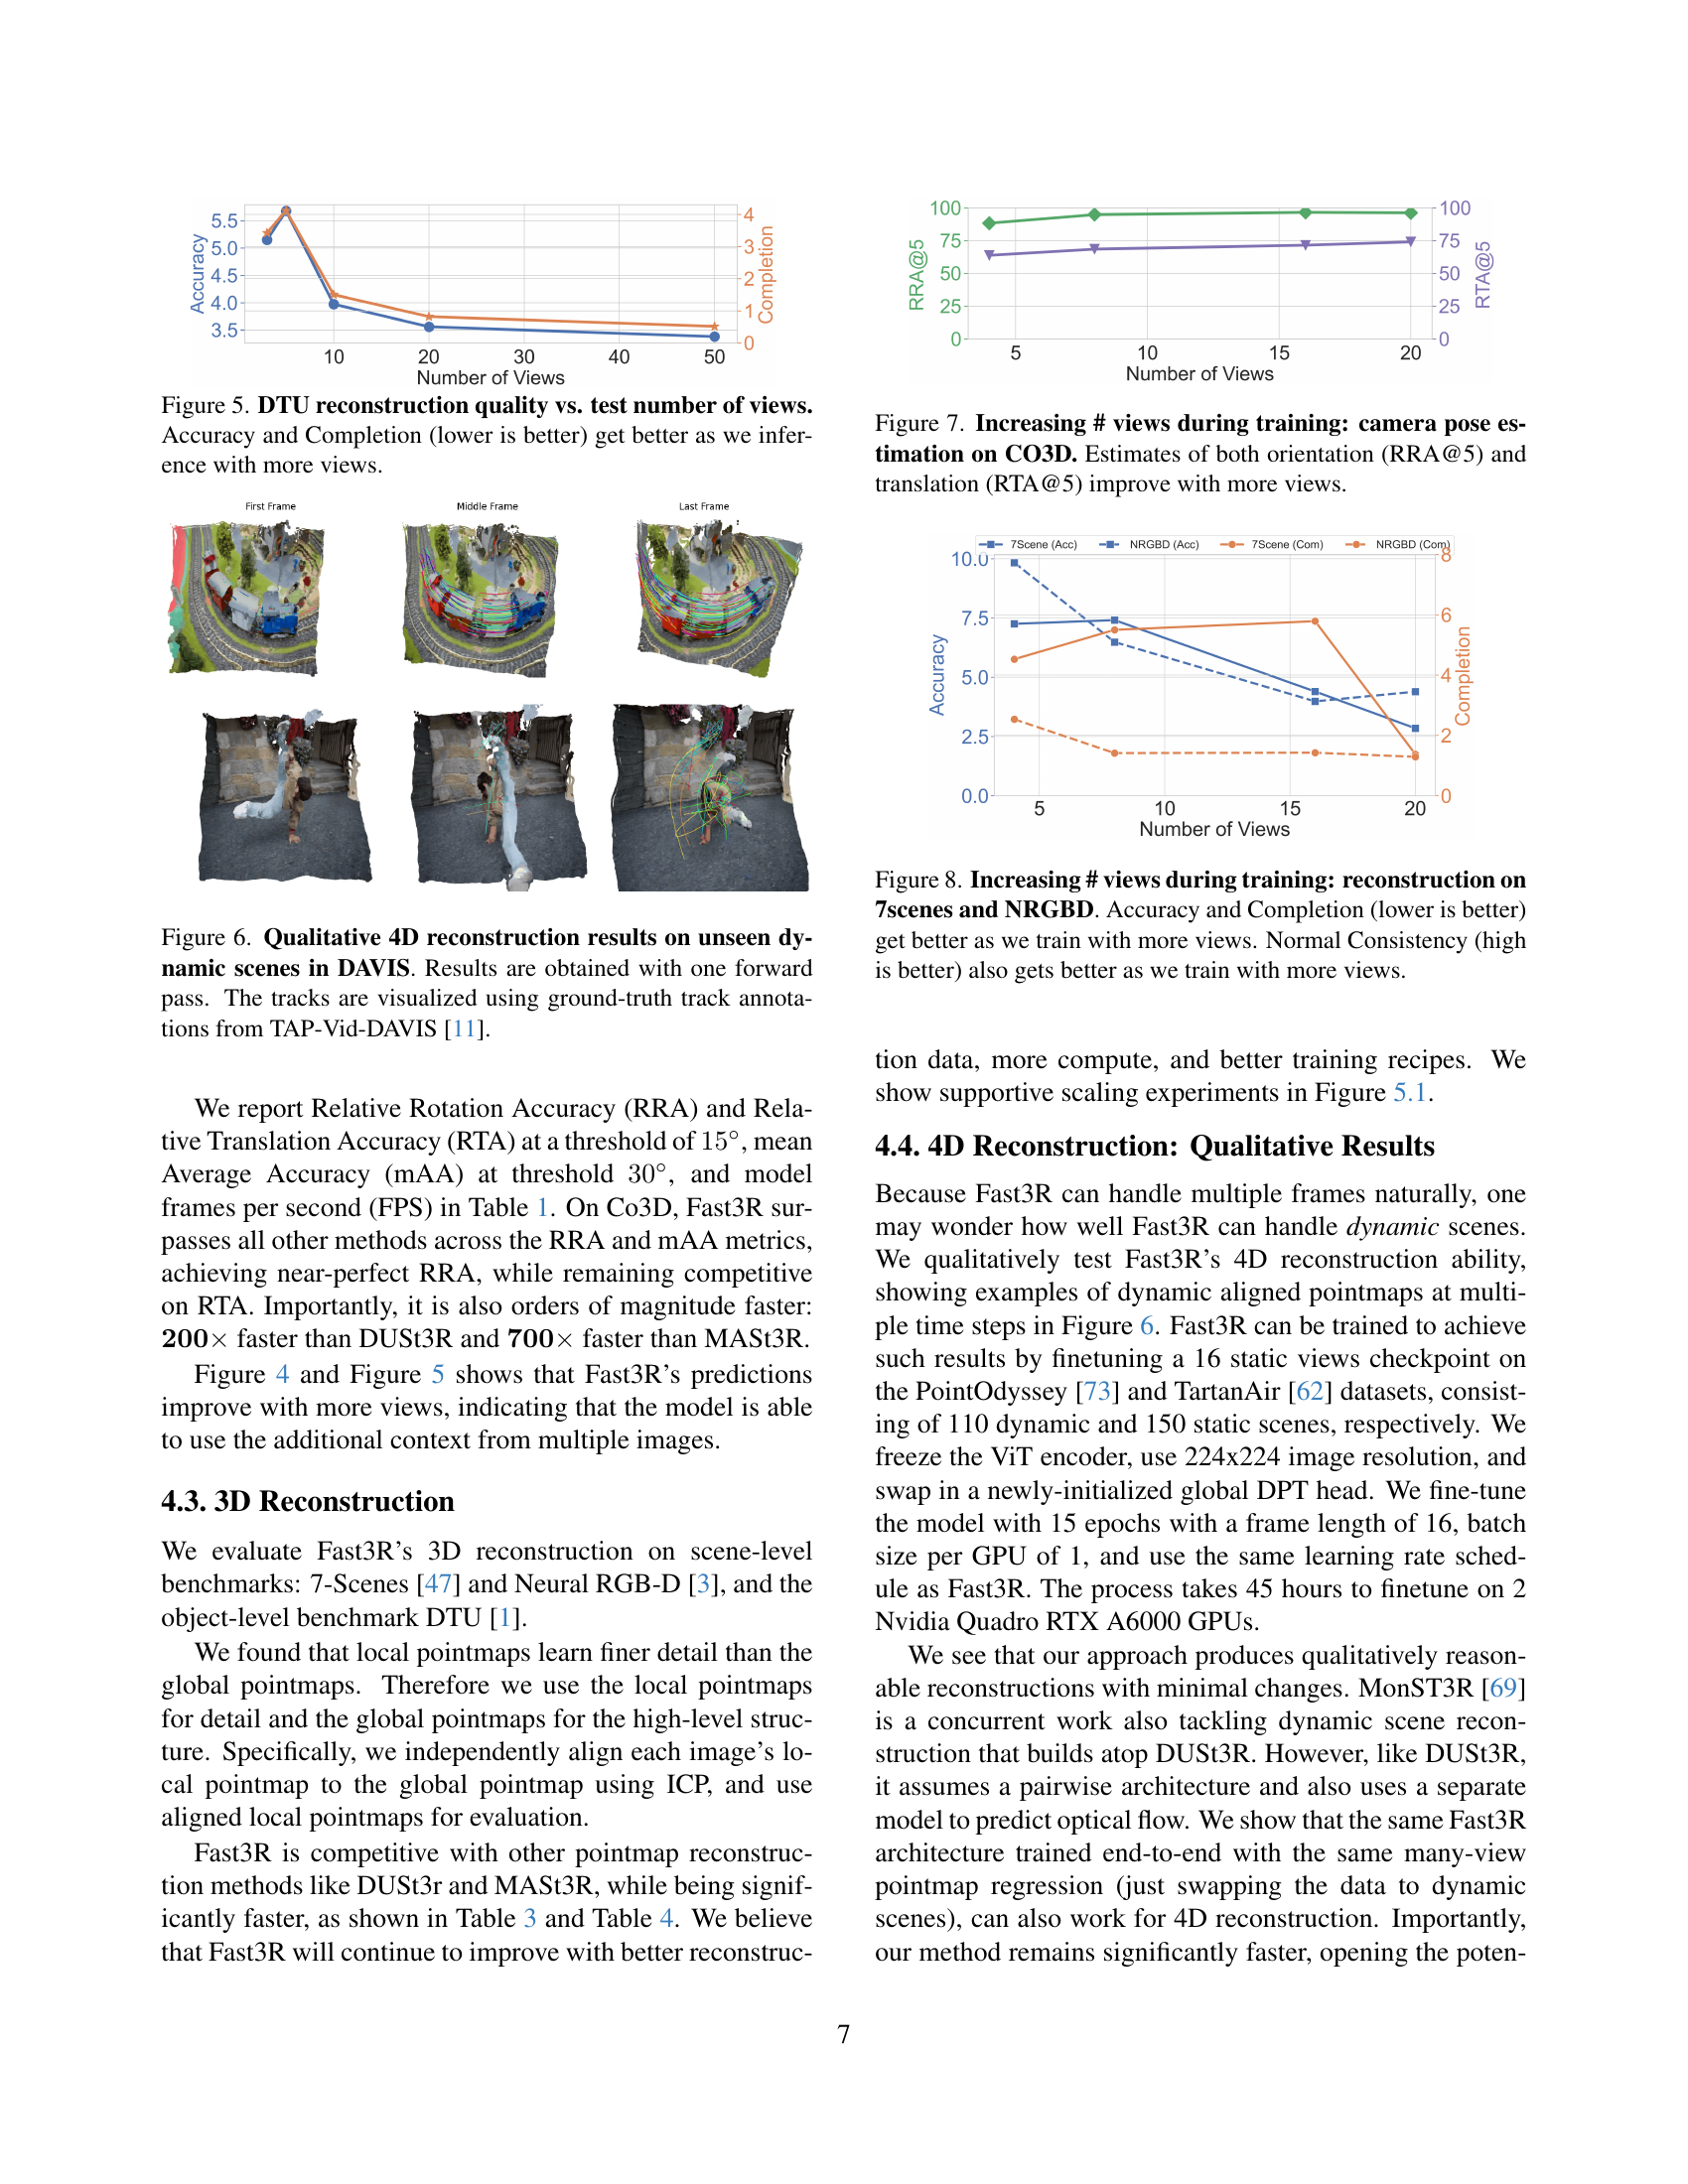 5.5
5.0
4.5
4.0
3.5
Accuracy
4
3
2
1
0
Completion
10 20 30 40 50
Number of Views
Figure 5. DTU reconstruction quality vs. test number of views.
Accuracy and Completion (lower is better) get better as we infer-
ence with more views.
First Frame Middle Frame Last Frame
Figure 6. Qualitative 4D reconstruction results on unseen dy-
namic scenes in DAVIS. Results are obtained with one forward
pass. The tracks are visualized using ground-truth track annota-
tions from TAP-Vid-DAVIS [11].
We report Relative Rotation Accuracy (RRA) and Rela-
tive Translation Accuracy (RTA) at a threshold of 15°, mean
Average Accuracy (mAA) at threshold 30°, and model
frames per second (FPS) in Table 1. On Co3D, Fast3R sur-
passes all other methods across the RRA and mAA metrics,
achieving near-perfect RRA, while remaining competitive
on RTA. Importantly, it is also orders of magnitude faster:
200× faster than DUSt3R and 700× faster than MASt3R.
Figure 4 and Figure 5 shows that Fast3R's predictions
improve with more views, indicating that the model is able
to use the additional context from multiple images.
4.3. 3D Reconstruction
We evaluate Fast3R's 3D reconstruction on scene-level
benchmarks: 7-Scenes [47] and Neural RGB-D [3], and the
object-level benchmark DTU [1].
We found that local pointmaps learn finer detail than the
global pointmaps. Therefore we use the local pointmaps
for detail and the global pointmaps for the high-level struc-
ture. Specifically, we independently align each image's lo-
cal pointmap to the global pointmap using ICP, and use
aligned local pointmaps for evaluation.
Fast3R is competitive with other pointmap reconstruc-
tion methods like DUSt3r and MASt3R, while being signif-
icantly faster, as shown in Table 3 and Table 4. We believe
that Fast3R will continue to improve with better reconstruc-
100
75
50
25
0
RRA@5
100
75
50
25
0
RTA@5
5 10 15 20
Number of Views
Figure 7. Increasing # views during training: camera pose es-
timation on CO3D. Estimates of both orientation (RRA@5) and
translation (RTA@5) improve with more views.
7Scene (Acc) NRGBD (Acc) 7Scene (Com) NRGBD (Com)
10.0
7.5
5.0
2.5
0.0
Accuracy
8
6
4
2
0
Completion
5 10 15 20
Number of Views
Figure 8. Increasing # views during training: reconstruction on
7scenes and NRGBD. Accuracy and Completion (lower is better)
get better as we train with more views. Normal Consistency (high
is better) also gets better as we train with more views.
tion data, more compute, and better training recipes. We
show supportive scaling experiments in Figure 5.1.
4.4. 4D Reconstruction: Qualitative Results
Because Fast3R can handle multiple frames naturally, one
may wonder how well Fast3R can handle dynamic scenes.
We qualitatively test Fast3R's 4D reconstruction ability,
showing examples of dynamic aligned pointmaps at multi-
ple time steps in Figure 6. Fast3R can be trained to achieve
such results by finetuning a 16 static views checkpoint on
the PointOdyssey [73] and TartanAir [62] datasets, consist-
ing of 110 dynamic and 150 static scenes, respectively. We
freeze the ViT encoder, use 224x224 image resolution, and
swap in a newly-initialized global DPT head. We fine-tune
the model with 15 epochs with a frame length of 16, batch
size per GPU of 1, and use the same learning rate sched-
ule as Fast3R. The process takes 45 hours to finetune on 2
Nvidia Quadro RTX A6000 GPUs.
We see that our approach produces qualitatively reason-
able reconstructions with minimal changes. MonST3R [69]
is a concurrent work also tackling dynamic scene recon-
struction that builds atop DUSt3R. However, like DUSt3R,
it assumes a pairwise architecture and also uses a separate
model to predict optical flow. We show that the same Fast3R
architecture trained end-to-end with the same many-view
pointmap regression (just swapping the data to dynamic
scenes), can also work for 4D reconstruction. Importantly,
our method remains significantly faster, opening the poten-
7